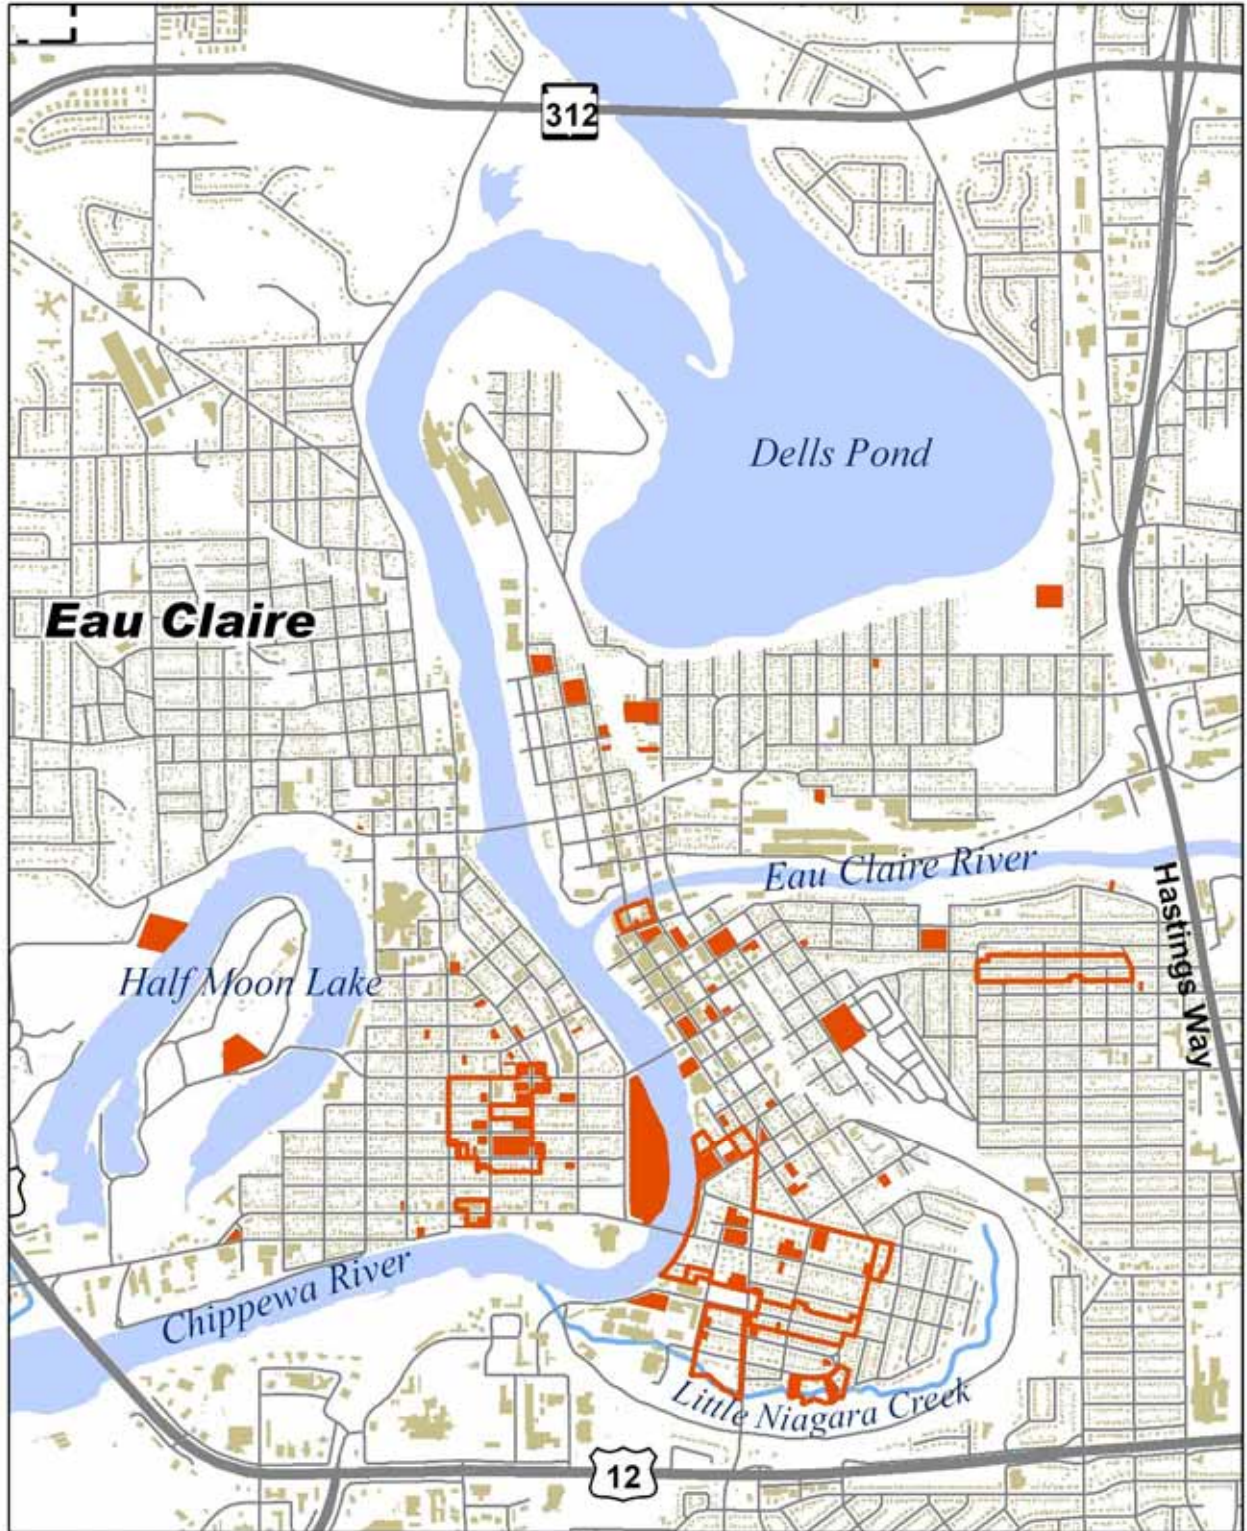 312
Dells Pond
Eau Claire
Eau Claire River
Hastings Way
Half Moon Lake
Chippewa River
Little Niagara Creek
12